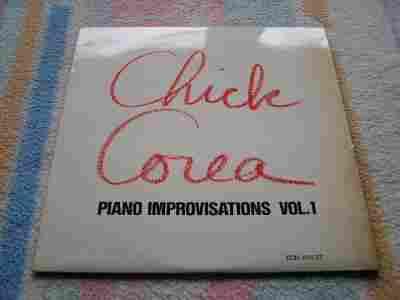 Chick
Corea
PIANO IMPROVISATIONS VOL.1